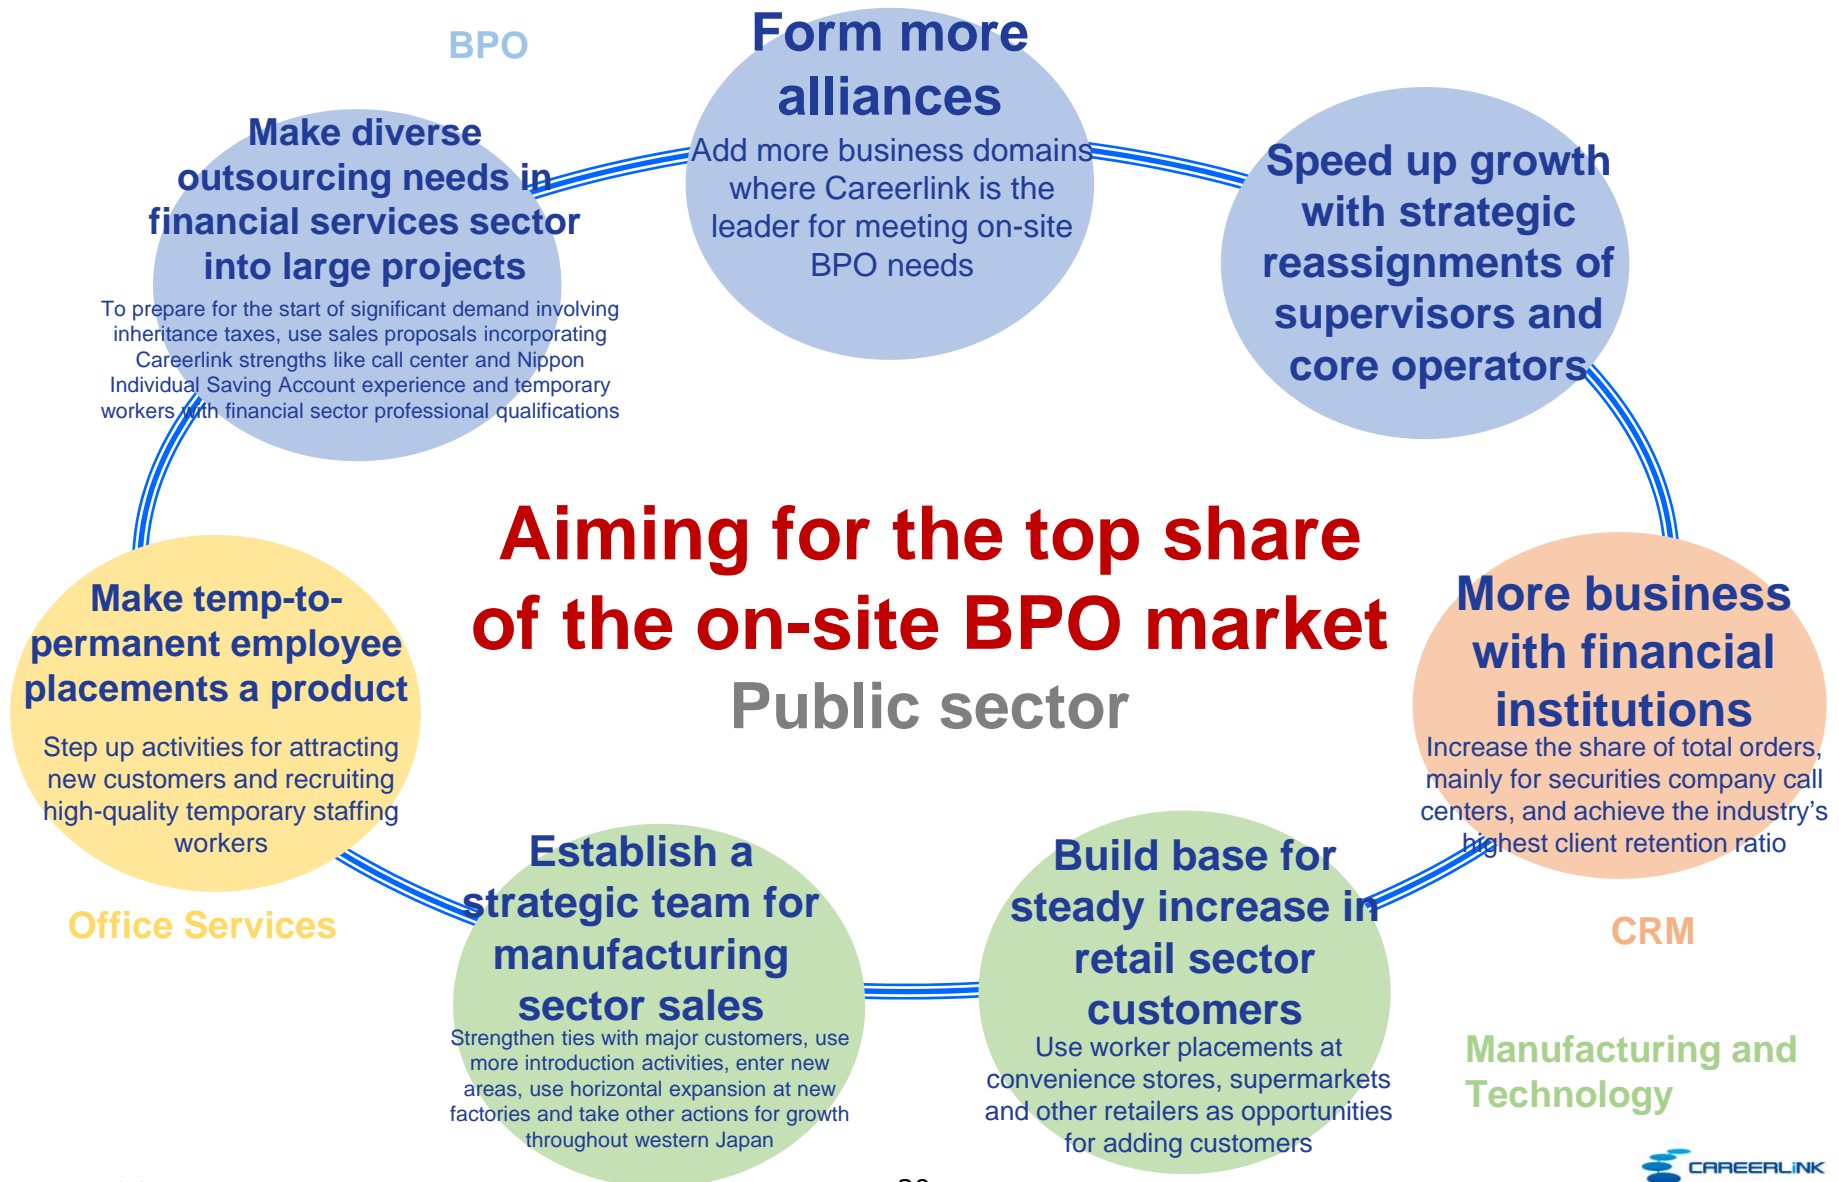 BPO
Form more
alliances
Add more business domains
where Careerlink is the
leader for meeting on-site
BPO needs
Make diverse
outsourcing needs in
financial services sector
into large projects
To prepare for the start of significant demand involving
inheritance taxes, use sales proposals incorporating
Careerlink strengths like call center and Nippon
Individual Saving Account experience and temporary
workers with financial sector professional qualifications
Speed up growth
with strategic
reassignments of
supervisors and
core operators
Aiming for the top share
of the on-site BPO market
Public sector
Make temp-to-
permanent employee
placements a product
Step up activities for attracting
new customers and recruiting
high-quality temporary staffing
workers
Office Services
More business
with financial
institutions
Increase the share of total orders,
mainly for securities company call
centers, and achieve the industry's
highest client retention ratio
CRM
Establish a
strategic team for
manufacturing
sector sales
Strengthen ties with major customers, use
more introduction activities, enter new
areas, use horizontal expansion at new
factories and take other actions for growth
throughout western Japan
Build base for
steady increase in
retail sector
customers
Use worker placements at
convenience stores, supermarkets
and other retailers as opportunities
for adding customers
Manufacturing and
Technology
CAREERLiNK